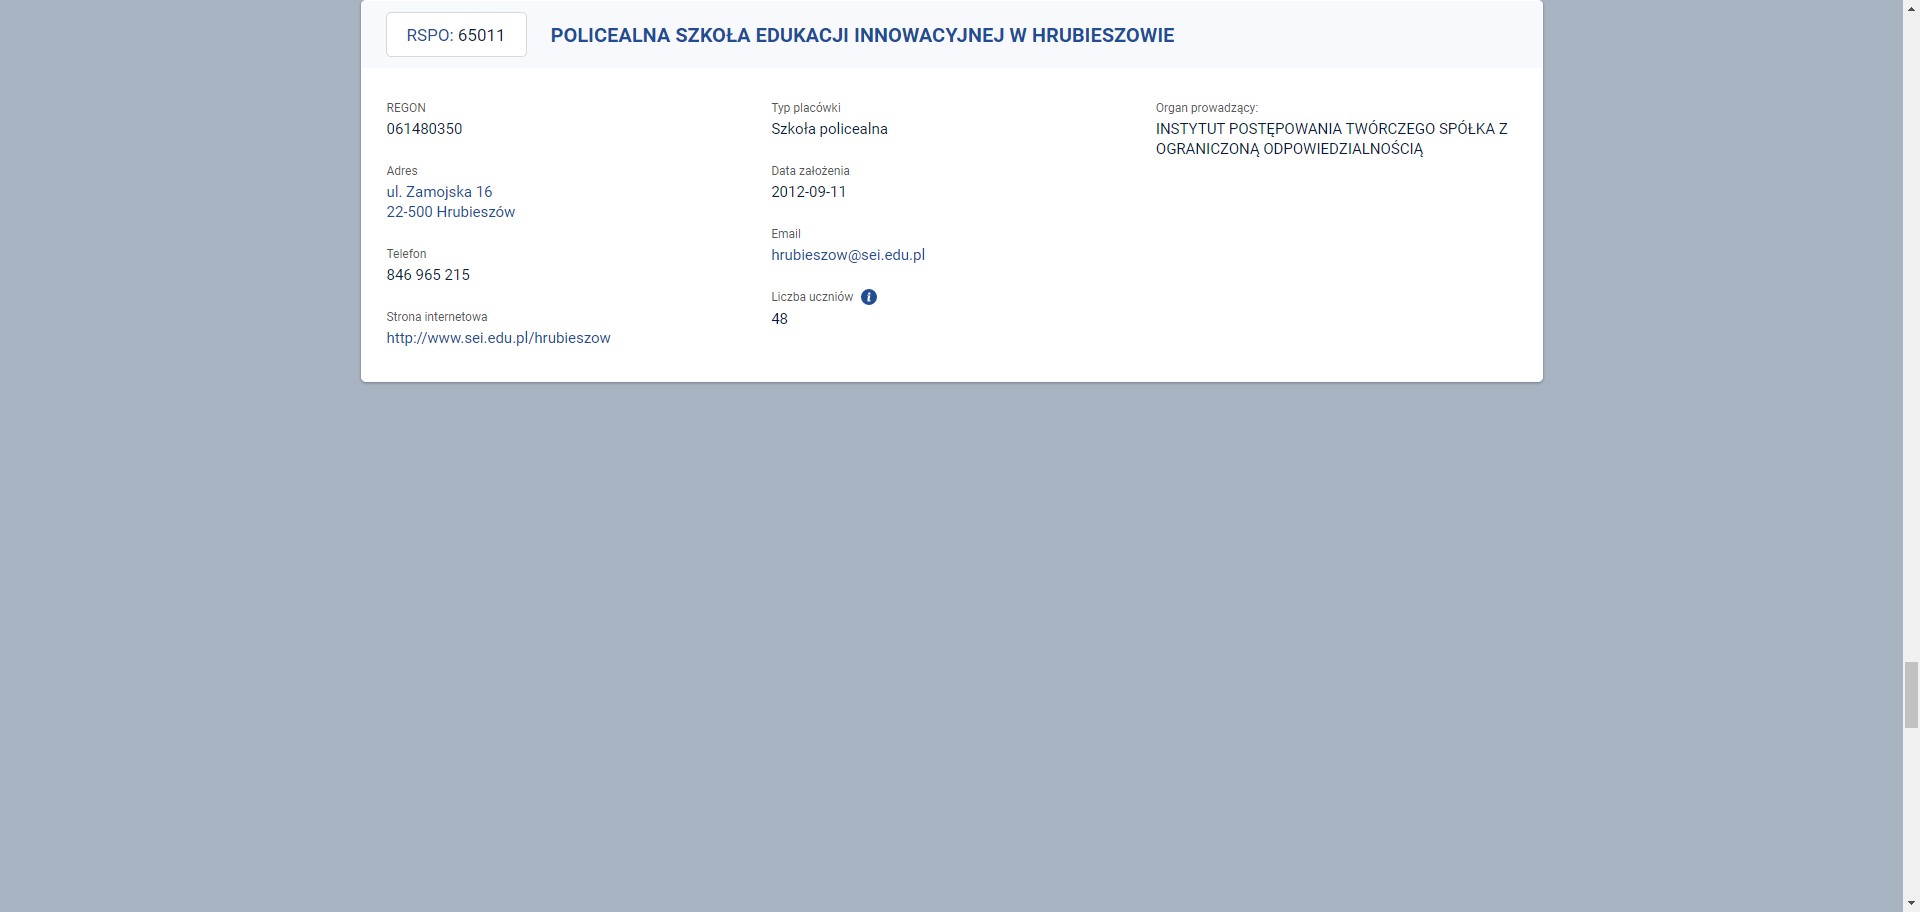 RSPO: 65011
POLICEALNA SZKOŁA EDUKACJI INNOWACYJNEJ W HRUBIESZOWIE
REGON
061480350
Adres
ul. Zamojska 16
22-500 Hrubieszów
Telefon
846 965 215
Strona internetowa
http://www.sei.edu.pl/hrubieszow
Typ placówki
Szkoła policealna
Data założenia
2012-09-11
Email
hrubieszow@sei.edu.pl
Liczba uczniów i
48
Organ prowadzący:
INSTYTUT POSTĘPOWANIA TWÓRCZEGO SPÓŁKA Z
OGRANICZONĄ ODPOWIEDZIALNOŚCIĄ